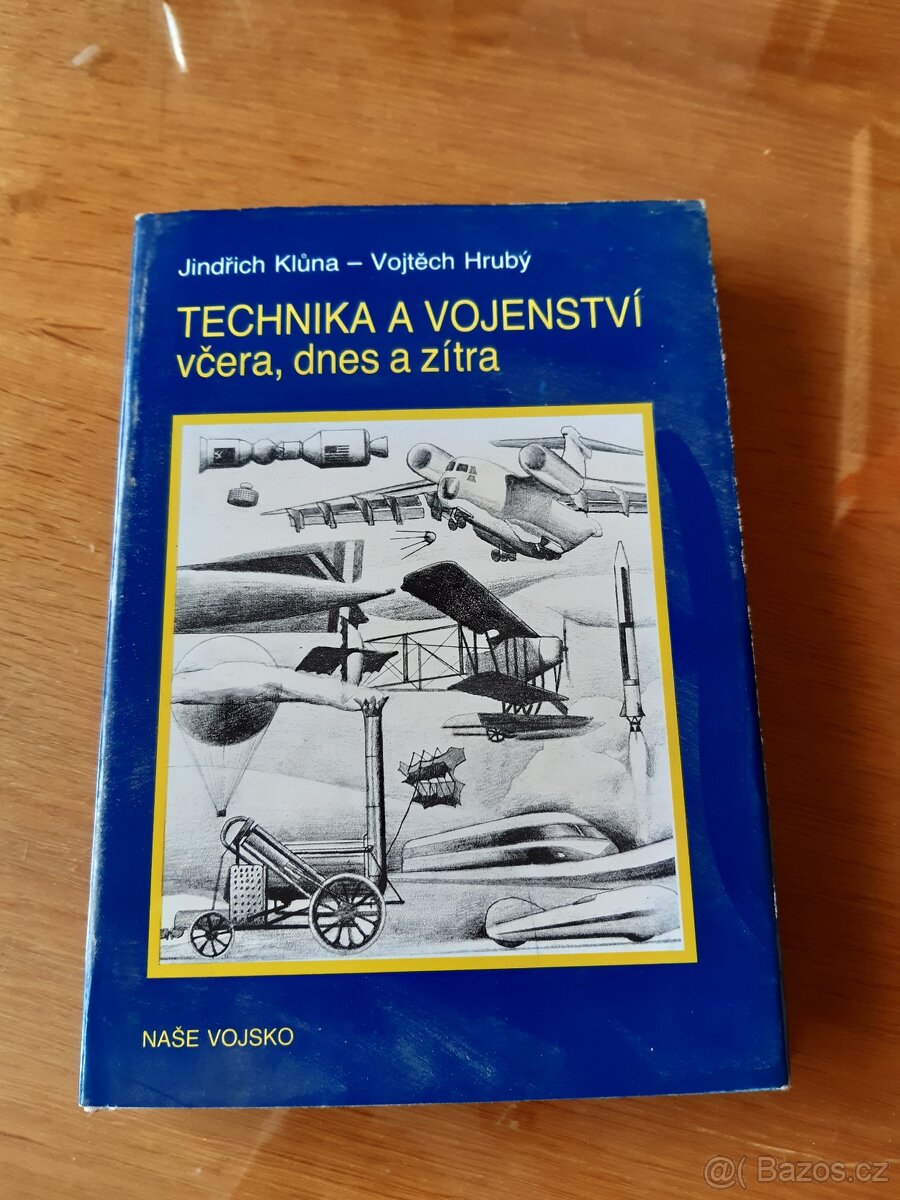 Jindřich Klůna – Vojtěch Hrubý
TECHNIKA A VOJENSTVÍ
včera, dnes a zítra
NAŠE VOJSKO
@( Bazos.cz